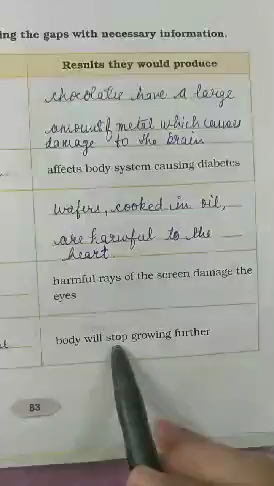 ing the gaps with necessary information.
Results they would produce
chocolates have a large
amount of metal which causes
damage to the brain
affects body system causing diabetes
wafers, cooked in oil,
are harmful to the
heart
harmful rays of the screen damage the
eyes
body will stop growing further
83